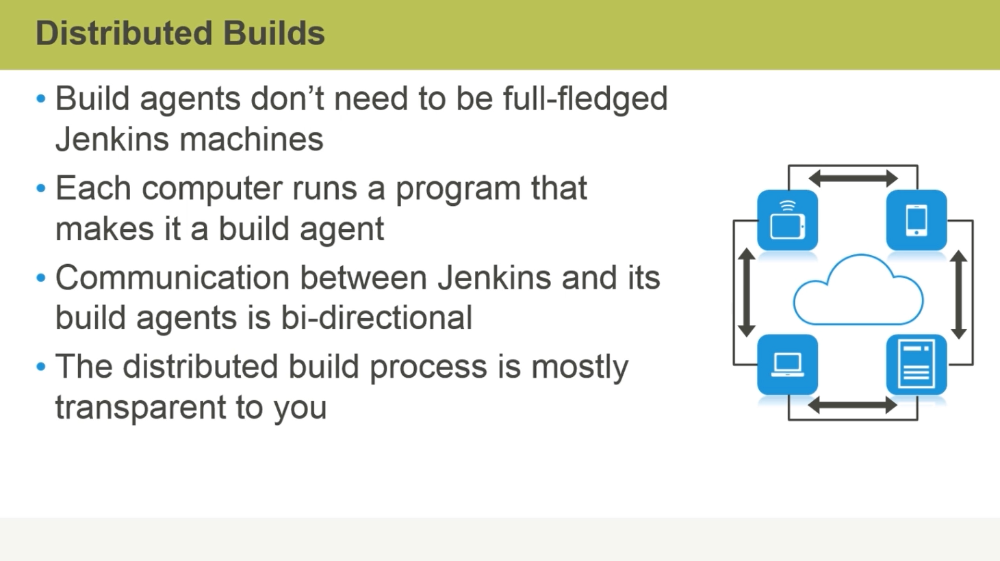 Distributed Builds
• Build agents don’t need to be full-fledged
Jenkins machines
• Each computer runs a program that
makes it a build agent
• Communication between Jenkins and its
build agents is bi-directional
• The distributed build process is mostly
transparent to you